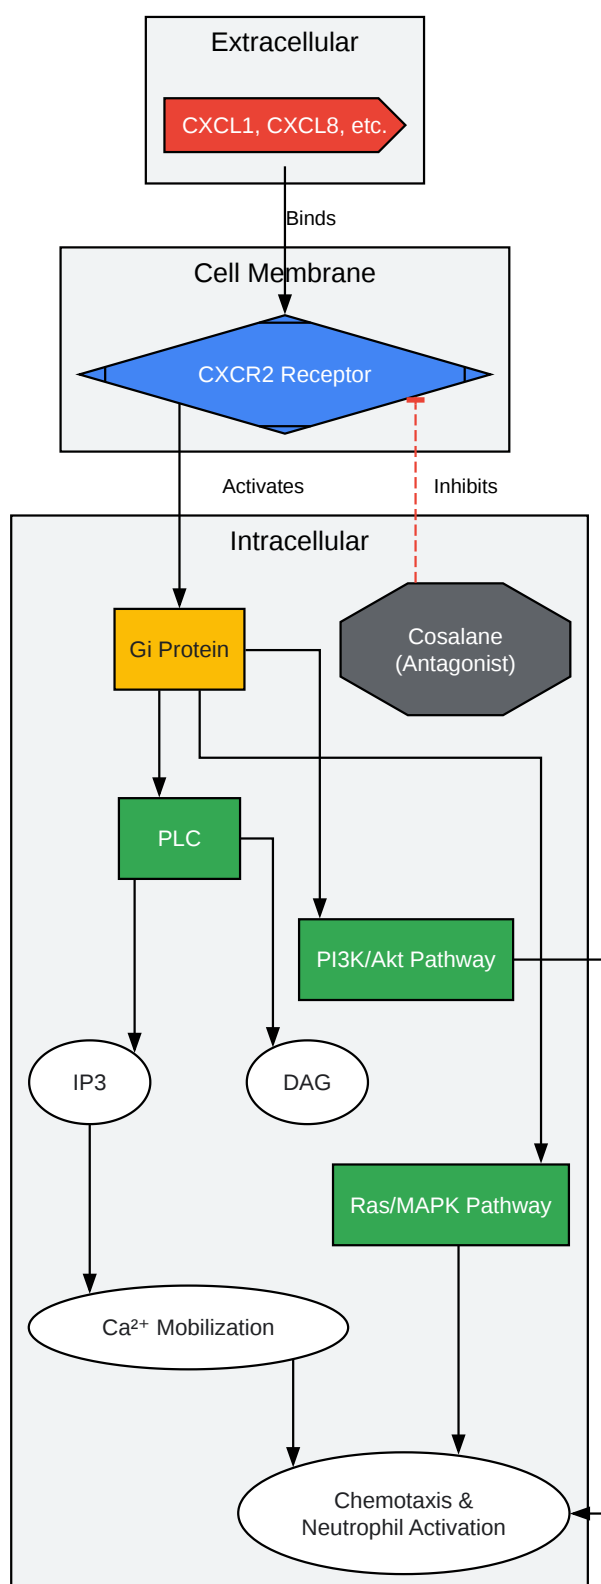 Extracellular
CXCL1, CXCL8, etc.
Binds
Cell Membrane
CXCR2 Receptor
Activates
Inhibits
Intracellular
Gi Protein
Cosalane
(Antagonist)
PLC
PI3K/Akt Pathway
IP3
DAG
Ras/MAPK Pathway
Ca²⁺ Mobilization
Chemotaxis &
Neutrophil Activation